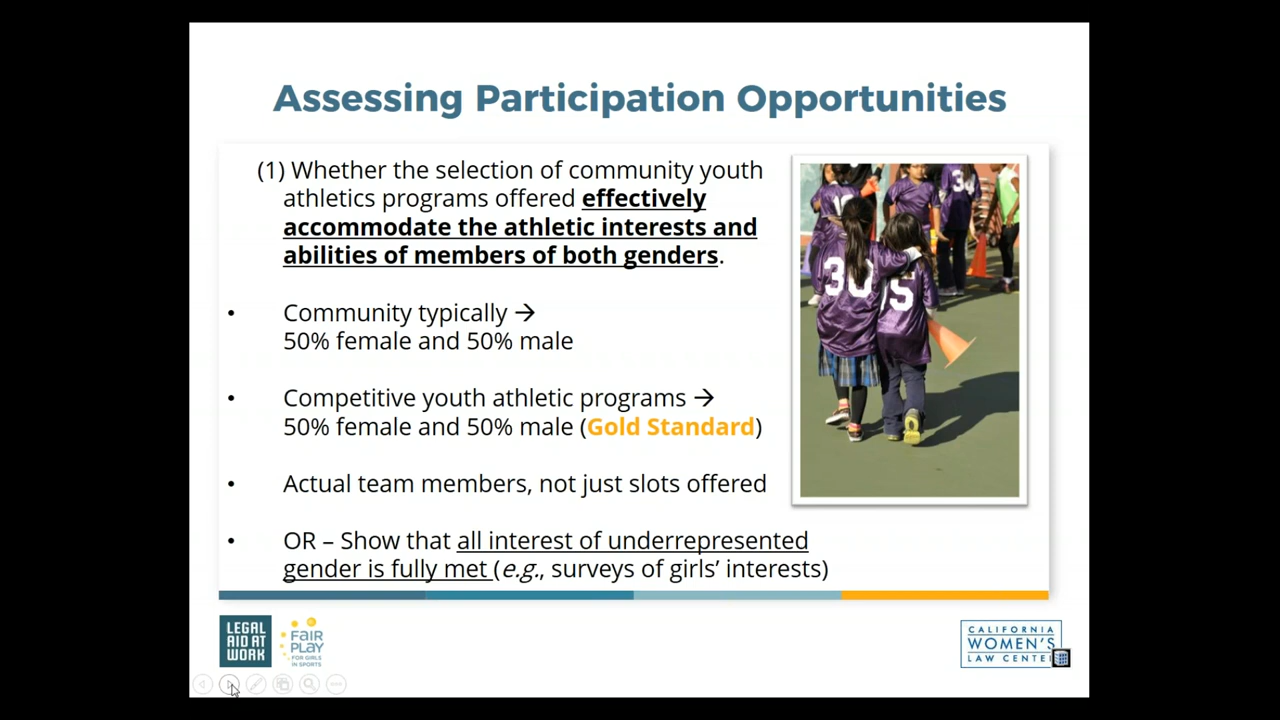 Assessing Participation Opportunities
(1) Whether the selection of community youth
athletics programs offered effectively
accommodate the athletic interests and
abilities of members of both genders.
• Community typically →
50% female and 50% male
• Competitive youth athletic programs →
50% female and 50% male (Gold Standard)
• Actual team members, not just slots offered
• OR – Show that all interest of underrepresented
gender is fully met (e.g., surveys of girls’ interests)
34
30
5
LEGAL
AID AT
WORK
FAIR
PLAY
FOR GIRLS
IN SPORTS
CALIFORNIA
WOMEN'S
LAW CENTE